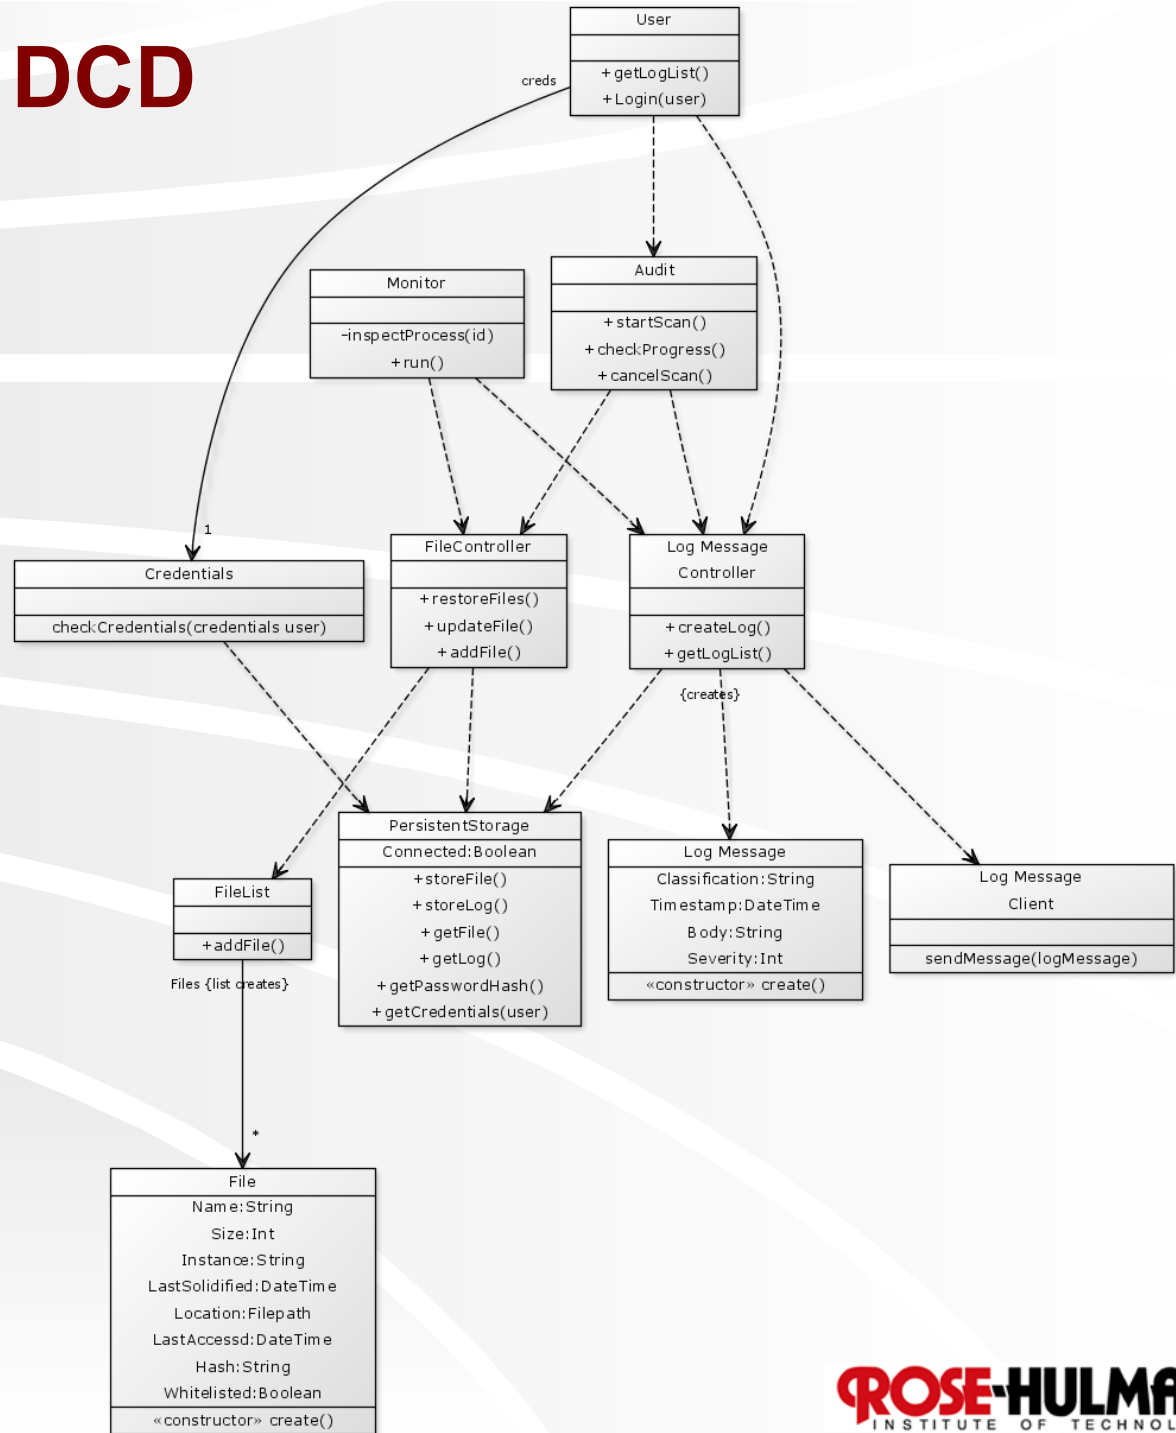 DCD
User
+getLogList()
+Login(user)
creds
Monitor
-inspectProcess(id)
+run()
Audit
+startScan()
+checkProgress()
+cancelScan()
1
Credentials
checkCredentials(credentials user)
FileController
+restoreFiles()
+updateFile()
+addFile()
Log Message
Controller
+createLog()
+getLogList()
{creates}
FileList
+addFile()
Files {list creates}
PersistentStorage
Connected:Boolean
+storeFile()
+storeLog()
+getFile()
+getLog()
+getPasswordHash()
+getCredentials(user)
Log Message
Classification:String
Timestamp:DateTime
Body:String
Severity:Int
«constructor» create()
Log Message
Client
sendMessage(logMessage)
*
File
Name:String
Size:Int
Instance:String
LastSolidified:DateTime
Location:Filepath
LastAccessd:DateTime
Hash:String
Whitelisted:Boolean
«constructor» create()
ROSE-HULMA
INSTITUTE OF TECHNOL